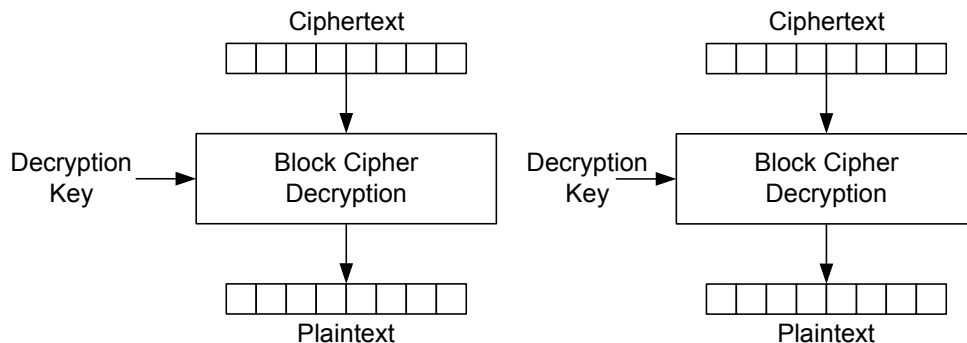 Ciphertext
Ciphertext
Decryption
Key
Block Cipher
Decryption
Decryption
Key
Block Cipher
Decryption
Plaintext
Plaintext